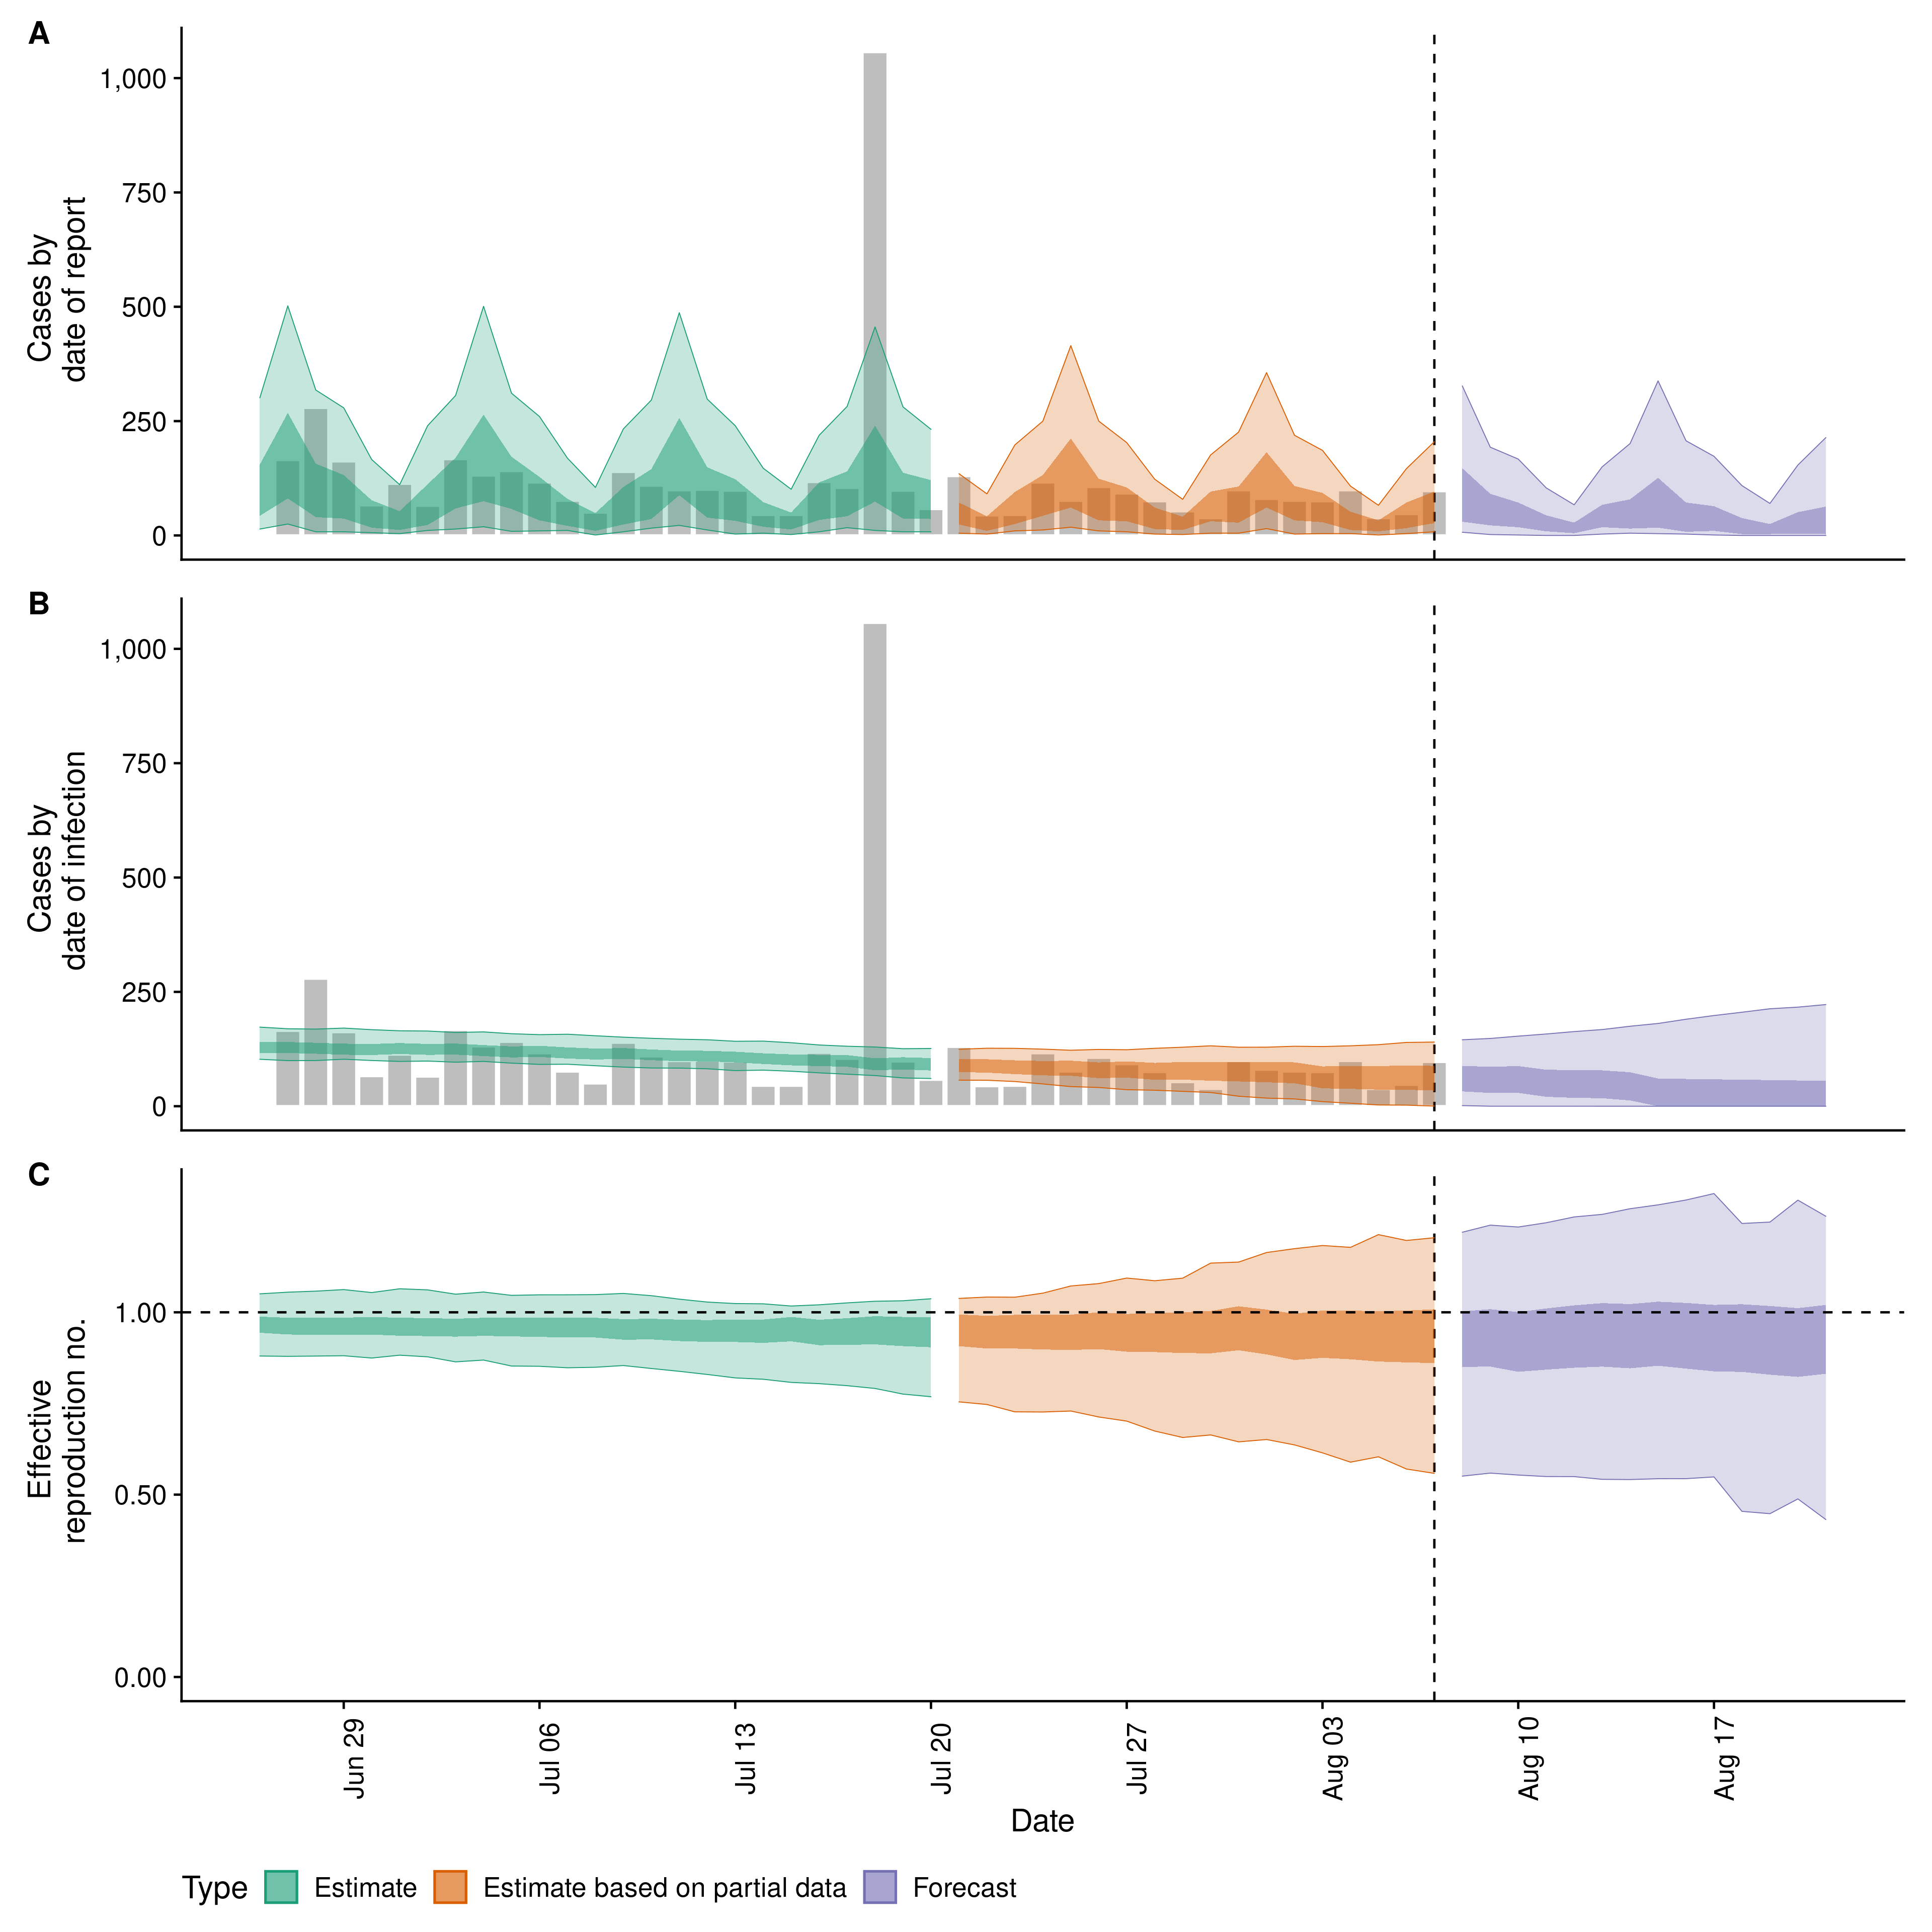 A
Cases by
date of report
1,000
750
500
250
0
B
Cases by
date of infection
1,000
750
500
250
0
C
Effective
reproduction no.
1.00
0.50
0.00
Jun 29
Jul 06
Jul 13
Jul 20
Jul 27
Aug 03
Aug 10
Aug 17
Date
Type
Estimate
Estimate based on partial data
Forecast